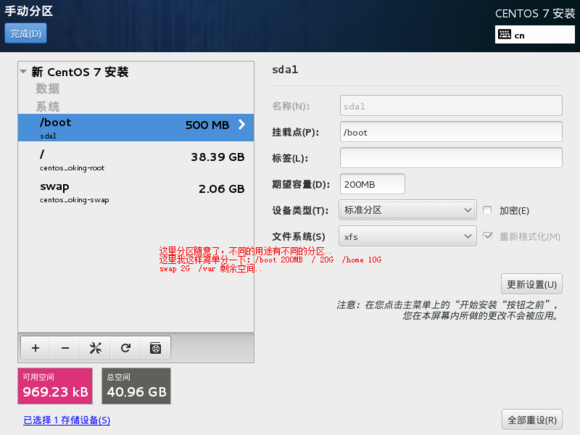 手动分区
CENTOS 7 安装
完成(D)
cn
新 CentOS 7 安装
数据
系统
/boot
500 MB
sda1
/
38.39 GB
centos_oking-root
swap
2.06 GB
centos_oking-swap
sda1
名称(N):
sda1
挂载点(P):
/boot
标签(L):
期望容量(D):
200MB
设备类型(T):
标准分区
加密(E)
文件系统(S)
xfs
重新格式化(M)
这里分区随意了；不同的用途有不同的分区..
这里我这样简单分一下：/boot 200MB / 20G /home 10G
swap 2G /var 剩余空间..
更新设置(U)
注意：在您点击主菜单上的“开始安装“按钮之前”，
您在本屏幕内所做的更改不会被应用。
可用空间
969.23 kB
总空间
40.96 GB
已选择 1 存储设备(S)
全部重设(R)